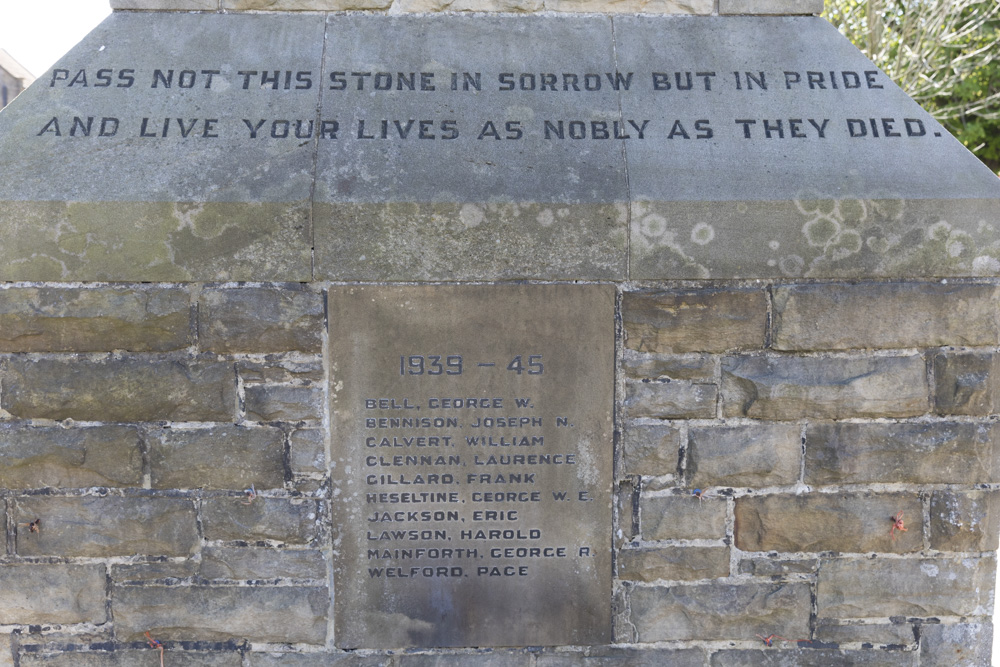 PASS NOT THIS STONE IN SORROW BUT IN PRIDE
AND LIVE YOUR LIVES AS NOBLY AS THEY DIED.
1939 - 45
BELL, GEORGE W.
BENNISON, JOSEPH N.
CALVERT, WILLIAM
CLENNAN, LAURENCE
GILLARD, FRANK
HESELTINE, GEORGE W. E.
JACKSON, ERIC
LAWSON, HAROLD
MAINFORTH, GEORGE R.
WELFORD, PAGE